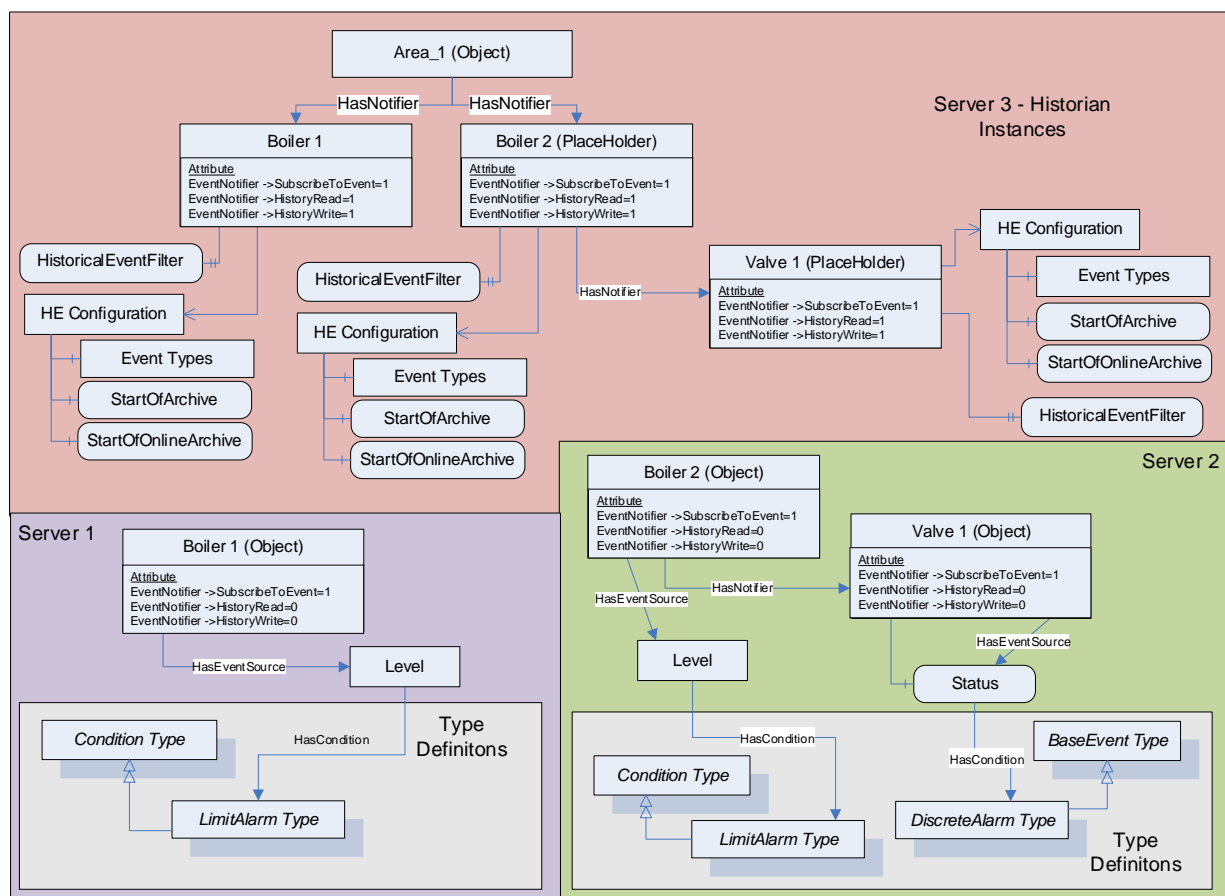 Area_1 (Object)
Server 3 - Historian
Instances
HasNotifier
HasNotifier
Boiler 1
Attribute
EventNotifier ->SubscribeToEvent=1
EventNotifier ->HistoryRead=1
EventNotifier ->HistoryWrite=1
Boiler 2 (PlaceHolder)
Attribute
EventNotifier ->SubscribeToEvent=1
EventNotifier ->HistoryRead=1
EventNotifier ->HistoryWrite=1
HistoricalEventFilter
HE Configuration
Event Types
StartOfArchive
StartOfOnlineArchive
HistoricalEventFilter
HE Configuration
Event Types
StartOfArchive
StartOfOnlineArchive
HasNotifier
Valve 1 (PlaceHolder)
Attribute
EventNotifier ->SubscribeToEvent=1
EventNotifier ->HistoryRead=1
EventNotifier ->HistoryWrite=1
HE Configuration
Event Types
StartOfArchive
StartOfOnlineArchive
HistoricalEventFilter
Server 1
Boiler 1 (Object)
Attribute
EventNotifier ->SubscribeToEvent=1
EventNotifier ->HistoryRead=0
EventNotifier ->HistoryWrite=0
HasEventSource
Level
HasCondition
Type
Definitons
Condition Type
LimitAlarm Type
Server 2
Boiler 2 (Object)
Attribute
EventNotifier ->SubscribeToEvent=1
EventNotifier ->HistoryRead=0
EventNotifier ->HistoryWrite=0
HasNotifier
Valve 1 (Object)
Attribute
EventNotifier ->SubscribeToEvent=1
EventNotifier ->HistoryRead=0
EventNotifier ->HistoryWrite=0
HasEventSource
HasEventSource
Level
Status
HasCondition
HasCondition
BaseEvent Type
Condition Type
LimitAlarm Type
DiscreteAlarm Type
Type
Definitons